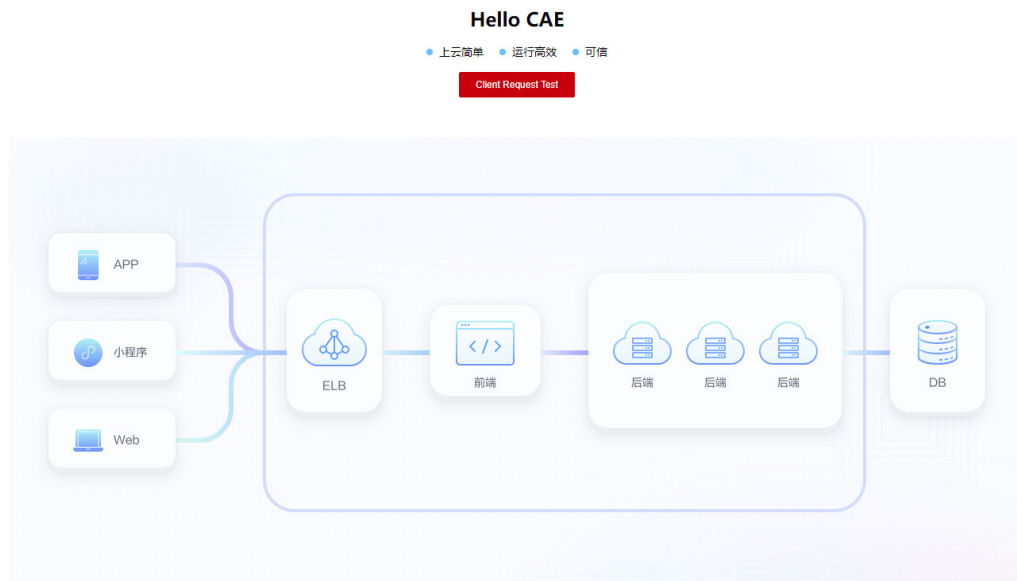 Hello CAE
上云简单 运行高效 可信
Client Request Test
APP
小程序
Web
ELB
前端
后端 后端 后端
DB